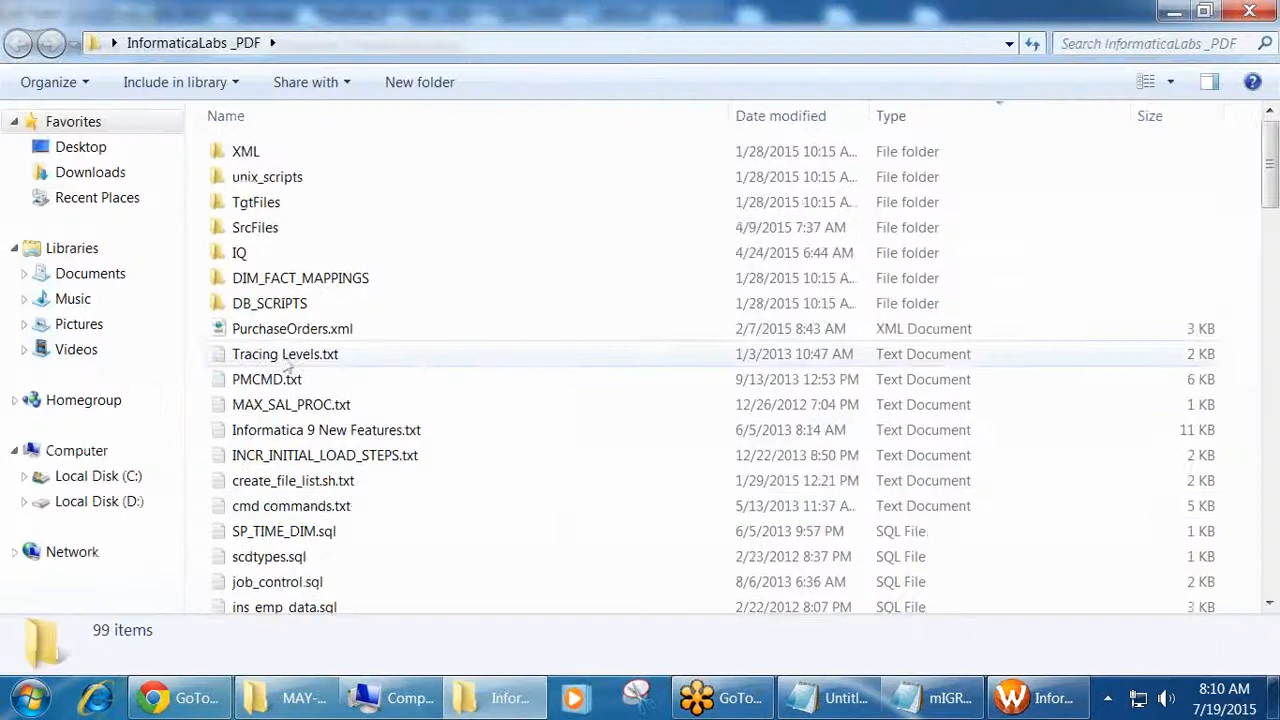 InformaticaLabs _PDF
Search InformaticaLabs _PDF
Organize Include in library Share with New folder
Name Date modified Type Size
Favorites
Desktop
Downloads
Recent Places
Libraries
Documents
Music
Pictures
Videos
Homegroup
Computer
Local Disk (C:)
Local Disk (D:)
Network
XML 1/28/2015 10:15 A... File folder
unix_scripts 1/28/2015 10:15 A... File folder
TgtFiles 1/28/2015 10:15 A... File folder
SrcFiles 4/9/2015 7:37 AM File folder
IQ 4/24/2015 6:44 AM File folder
DIM_FACT_MAPPINGS 1/28/2015 10:15 A... File folder
DB_SCRIPTS 1/28/2015 10:15 A... File folder
PurchaseOrders.xml 2/7/2015 8:43 AM XML Document 3 KB
Tracing Levels.txt 1/3/2013 10:47 AM Text Document 2 KB
PMCMD.txt 9/13/2013 12:53 PM Text Document 6 KB
MAX_SAL_PROC.txt 12/26/2012 7:04 PM Text Document 1 KB
Informatica 9 New Features.txt 6/5/2013 8:14 AM Text Document 11 KB
INCR_INITIAL_LOAD_STEPS.txt 12/22/2013 8:50 PM Text Document 2 KB
create_file_list.sh.txt 1/29/2015 12:21 PM Text Document 2 KB
cmd commands.txt 5/13/2013 11:37 A... Text Document 5 KB
SP_TIME_DIM.sql 6/5/2013 9:57 PM SQL File 1 KB
scdtypes.sql 2/23/2012 8:37 PM SQL File 1 KB
job_control.sql 8/6/2013 6:36 AM SQL File 2 KB
ins_emp_data.sql 2/22/2012 8:07 PM SQL File 3 KB
99 items
GoTo... MAY-... Comp... Infor... GoTo... Untitl... mIGR... Infor...
8:10 AM
7/19/2015